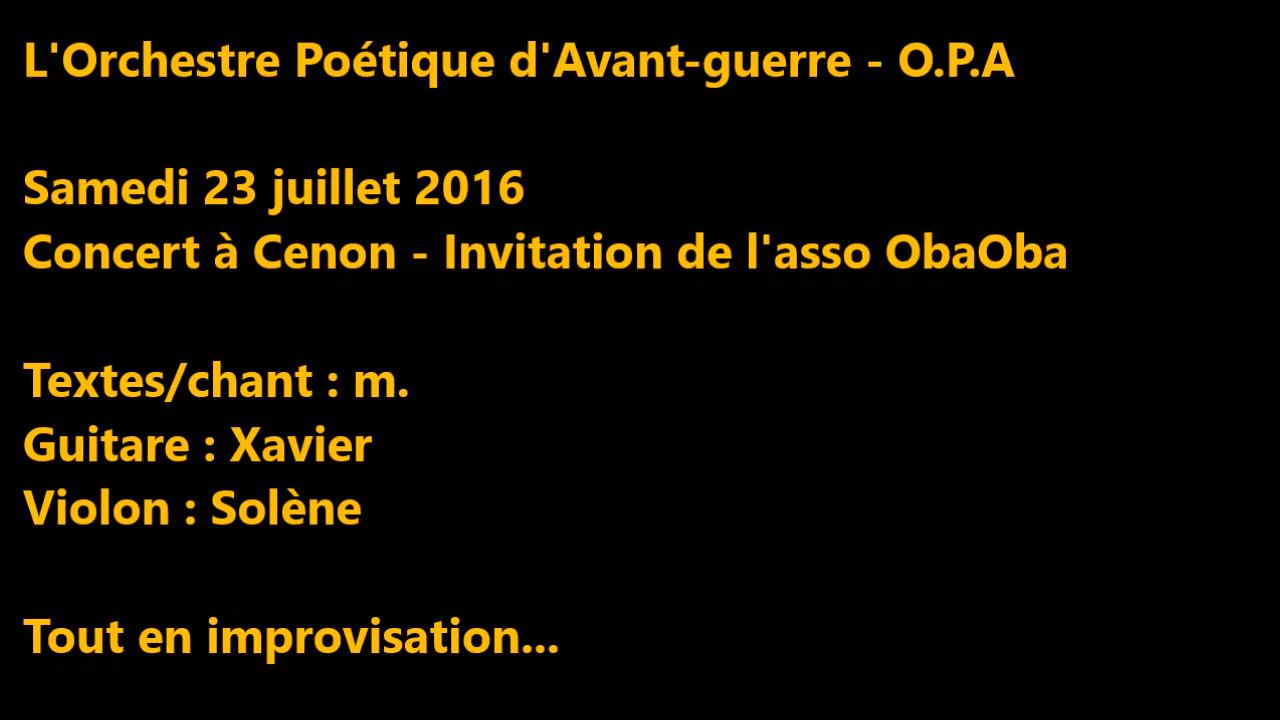 L'Orchestre Poétique d'Avant-guerre - O.P.A
Samedi 23 juillet 2016
Concert à Cenon - Invitation de l'asso ObaOba
Textes/chant : m.
Guitare : Xavier
Violon : Solène
Tout en improvisation...